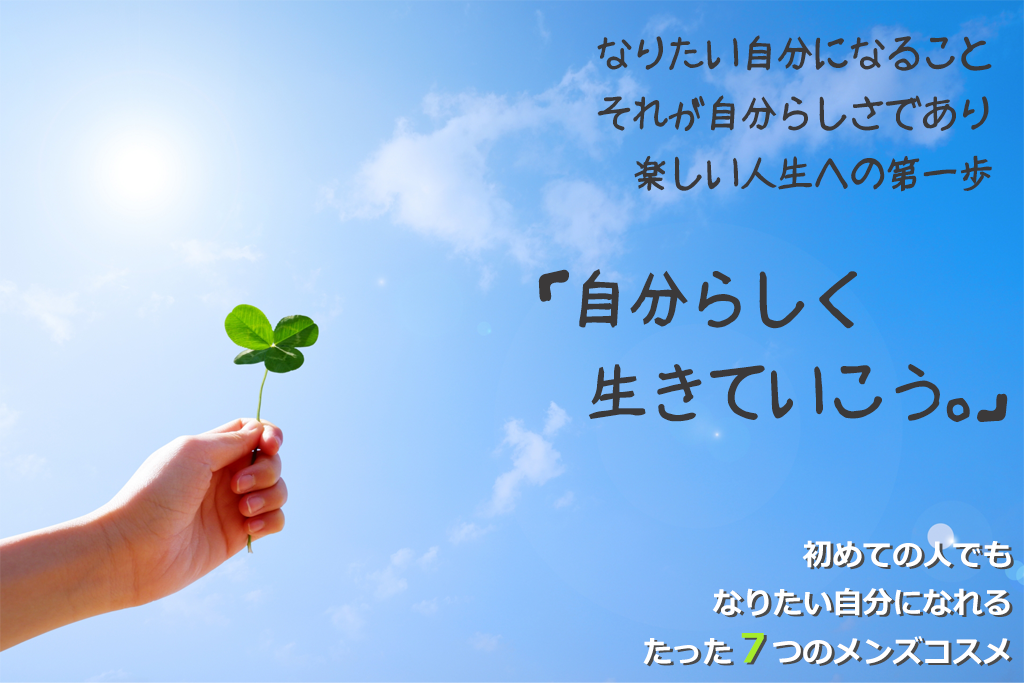 なりたい自分になること
それが自分らしさであり
楽しい人生への第一歩
『自分らしく
生きていこう。』
初めての人でも
なりたい自分になれる
たった7つのメンズコスメ